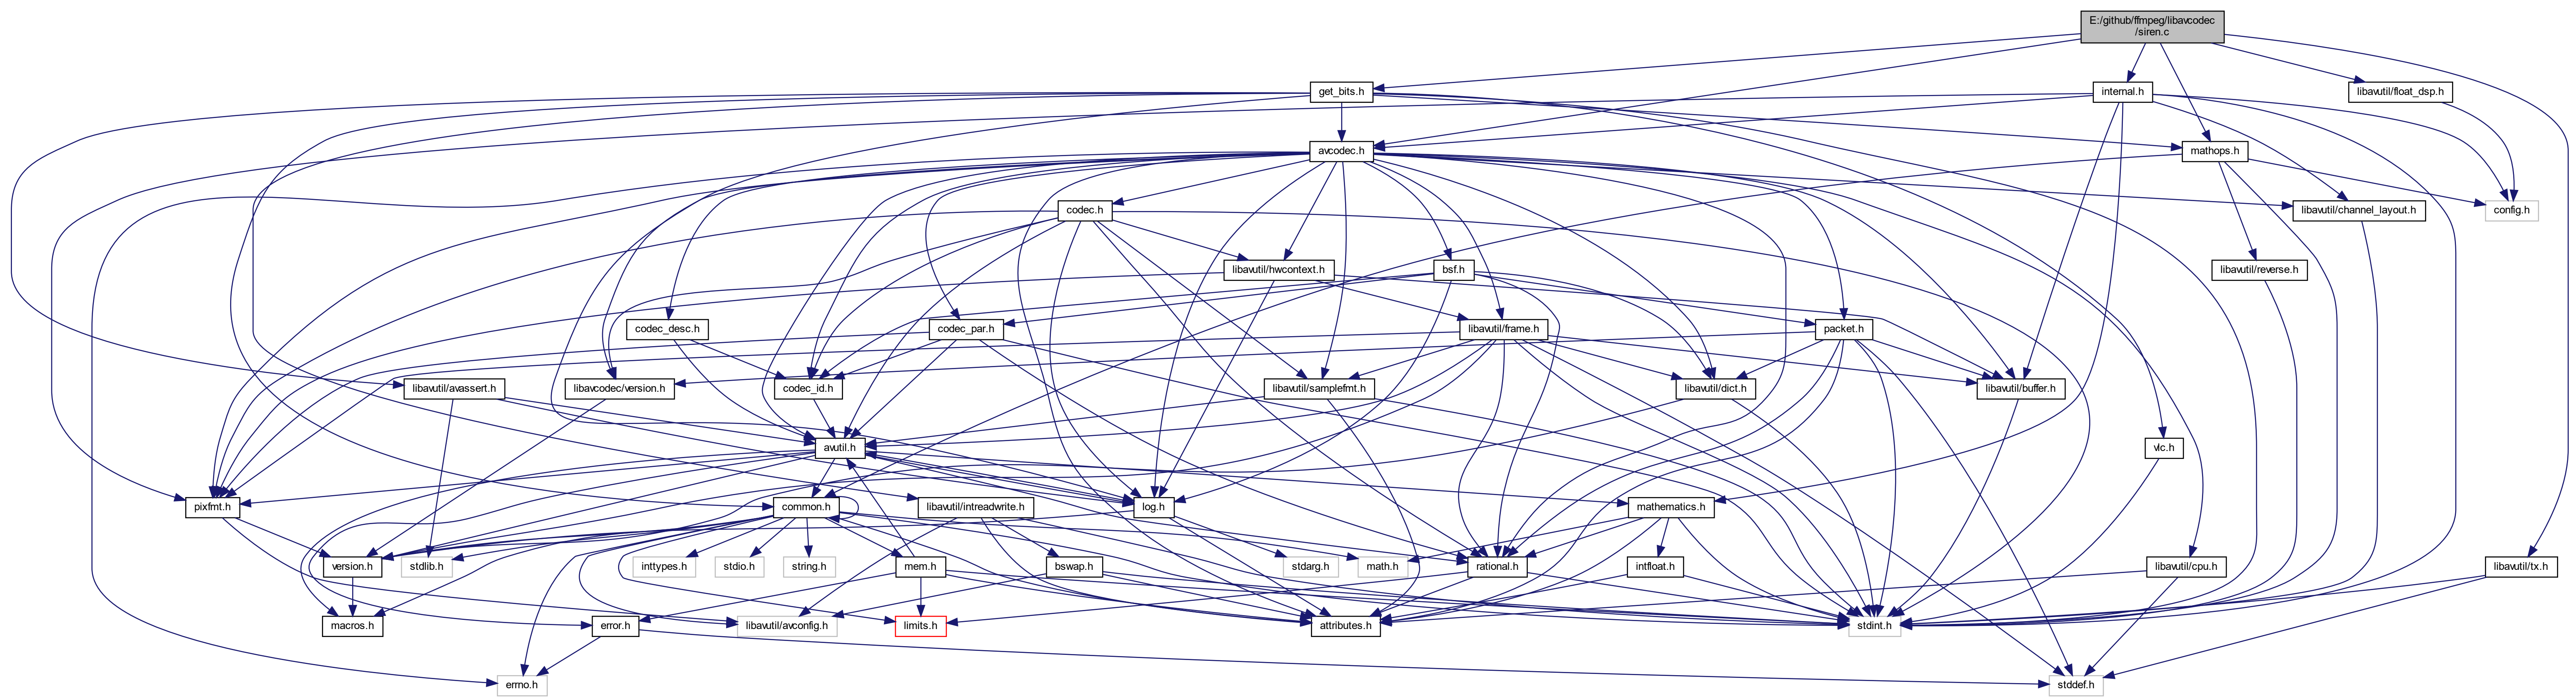 E:/github/ffmpeg/libavcodec
/siren.c
get_bits.h
internal.h
libavutil/float_dsp.h
avcodec.h
mathops.h
codec.h
libavutil/channel_layout.h
config.h
libavutil/hwcontext.h
bsf.h
libavutil/reverse.h
codec_desc.h
codec_par.h
libavutil/frame.h
packet.h
libavutil/avassert.h
libavcodec/version.h
codec_id.h
libavutil/samplefmt.h
libavutil/dict.h
libavutil/buffer.h
avutil.h
vlc.h
pixfmt.h
common.h
libavutil/intreadwrite.h
log.h
mathematics.h
version.h
stdlib.h
inttypes.h
stdio.h
string.h
mem.h
bswap.h
stdarg.h
math.h
rational.h
intfloat.h
libavutil/cpu.h
libavutil/tx.h
macros.h
error.h
libavutil/avconfig.h
limits.h
attributes.h
stdint.h
errno.h
stddef.h